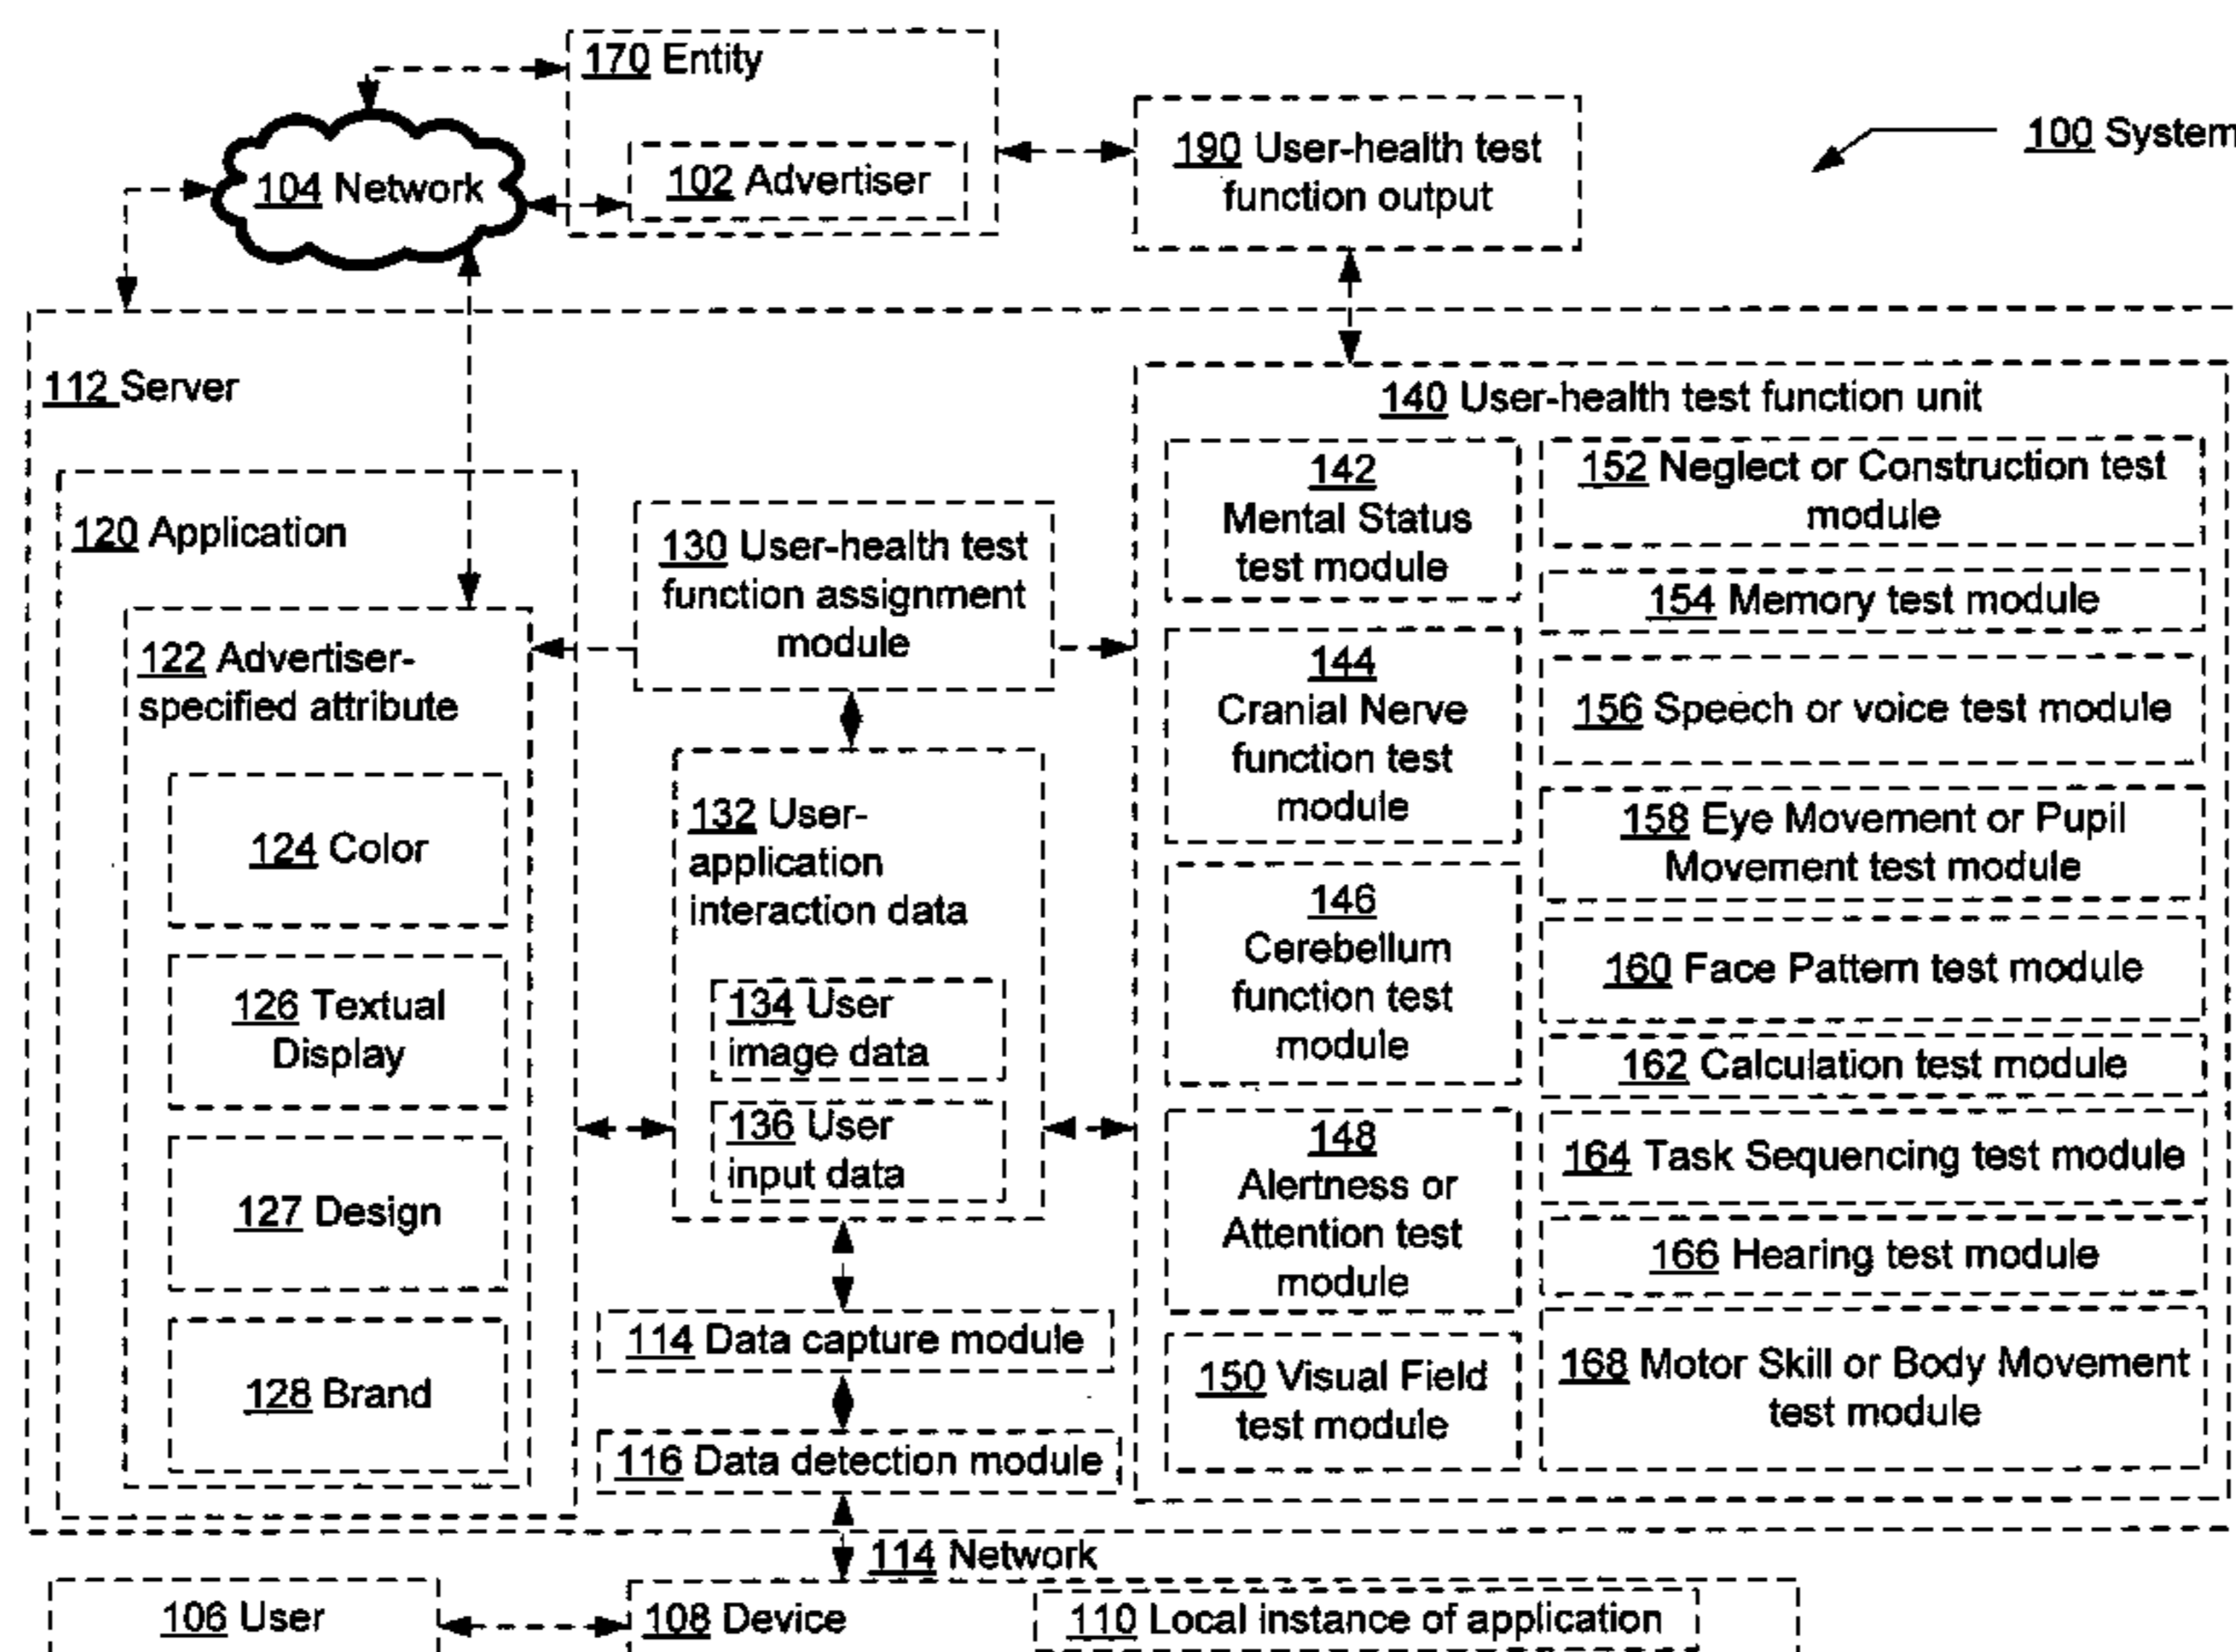 170 Entity
104 Network
102 Advertiser
190 User-health test
function output
100 System
112 Server
120 Application
122 Advertiser-
specified attribute
124 Color
126 Textual
Display
127 Design
128 Brand
130 User-health test
function assignment
module
132 User-
application
interaction data
134 User
image data
136 User
input data
114 Data capture module
116 Data detection module
140 User-health test function unit
142
Mental Status
test module
144
Cranial Nerve
function test
module
146
Cerebellum
function test
module
148
Alertness or
Attention test
module
150 Visual Field
test module
152 Neglect or Construction test
module
154 Memory test module
156 Speech or voice test module
158 Eye Movement or Pupil
Movement test module
160 Face Pattern test module
162 Calculation test module
164 Task Sequencing test module
166 Hearing test module
168 Motor Skill or Body Movement
test module
114 Network
106 User
108 Device
110 Local instance of application